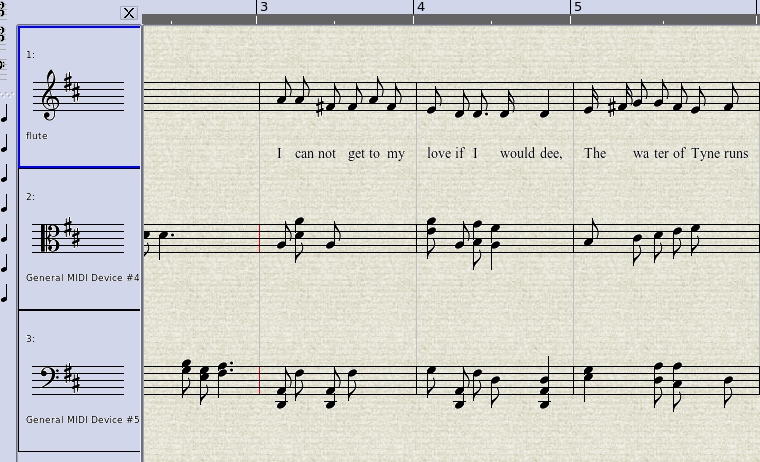 3 4 5
1:
flute
I can not get to my love if I would dee, The wa ter of Tyne runs
2:
General MIDI Device #4
3:
General MIDI Device #5